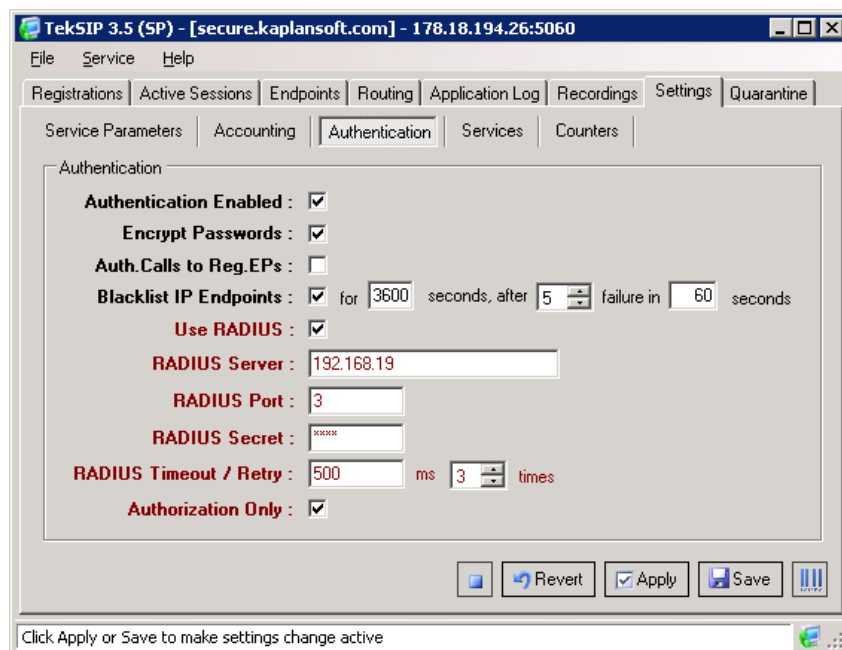 TekSIP 3.5 (SP) - [secure.kaplansoft.com] - 178.18.194.26:5060
File Service Help
Registrations Active Sessions Endpoints Routing Application Log Recordings Settings Quarantine
Service Parameters Accounting Authentication Services Counters
Authentication
Authentication Enabled :
Encrypt Passwords :
Auth.Calls to Reg.EPs :
Blacklist IP Endpoints : for 3600 seconds, after 5 failure in 60 seconds
Use RADIUS :
RADIUS Server : 192.168.19
RADIUS Port : 3
RADIUS Secret : ****
RADIUS Timeout / Retry : 500 ms 3 times
Authorization Only :
Revert Apply Save
Click Apply or Save to make settings change active